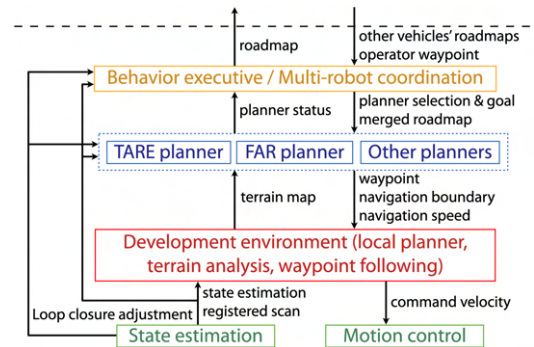 roadmap
other vehicles' roadmaps
operator waypoint
Behavior executive / Multi-robot coordination
planner status
planner selection & goal
merged roadmap
TARE planner
FAR planner
Other planners
terrain map
waypoint
navigation boundary
navigation speed
Development environment (local planner,
terrain analysis, waypoint following)
Loop closure adjustment
state estimation
registered scan
command velocity
State estimation
Motion control